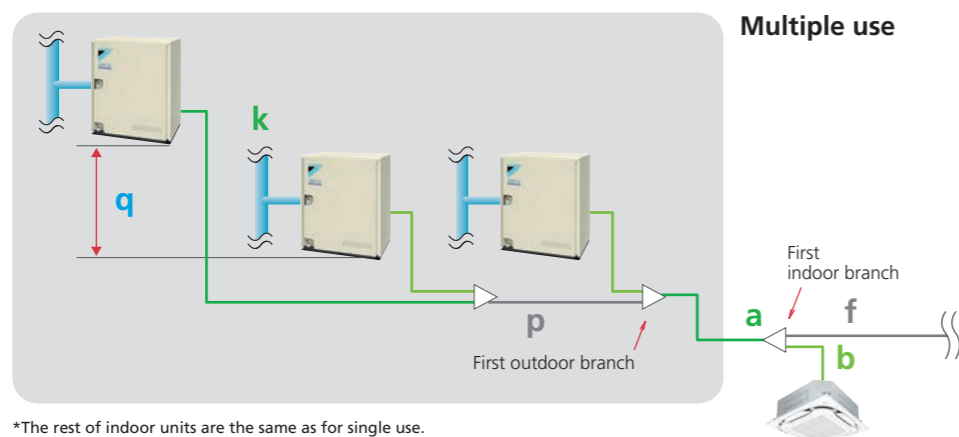 Multiple use
k
q
First
indoor branch
a
f
p
b
First outdoor branch
*The rest of indoor units are the same as for single use.